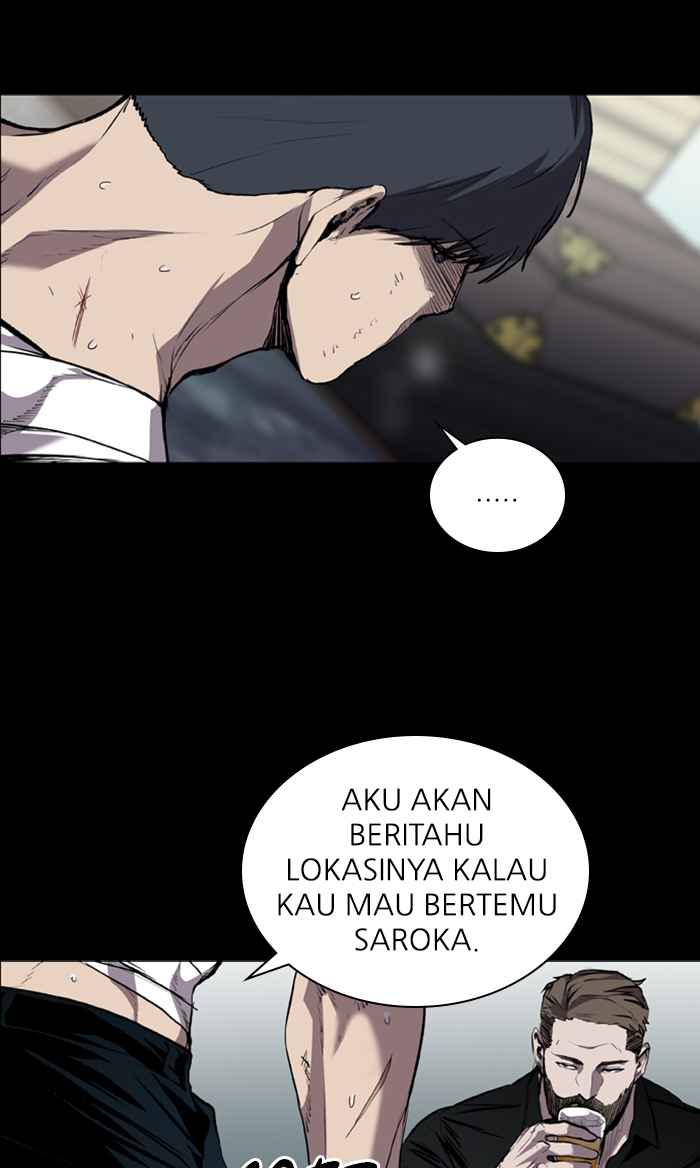 .....
AKU AKAN
BERITAHU
LOKASINYA KALAU
KAU MAU BERTEMU
SAROKA.